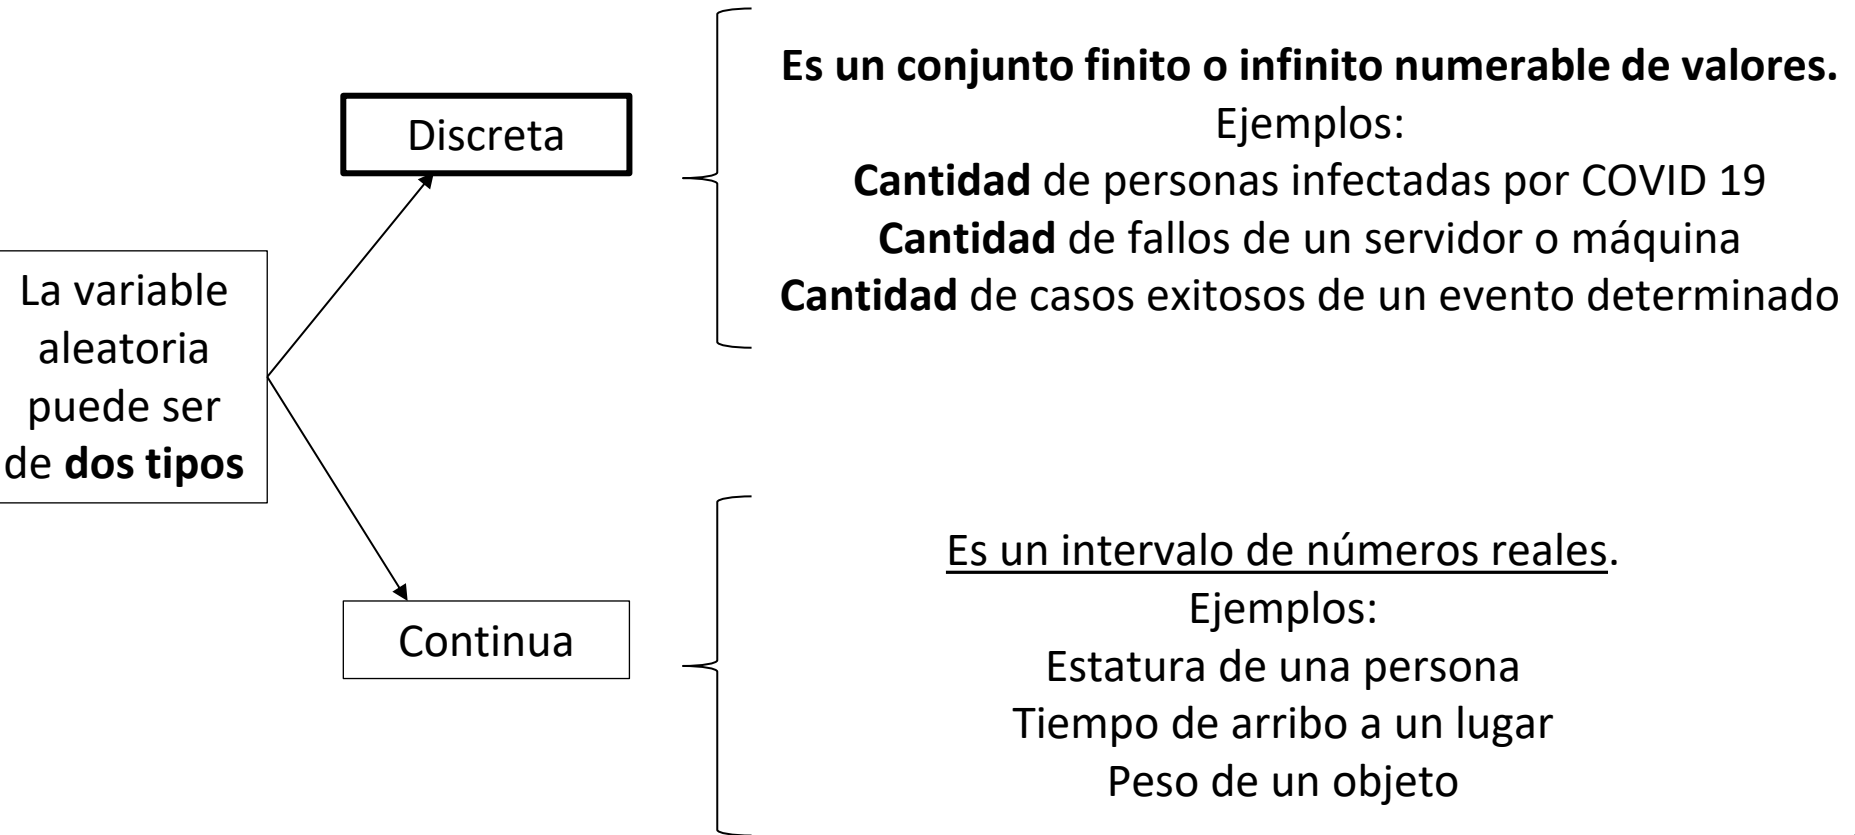 La variable
aleatoria
puede ser
de dos tipos
Discreta
Es un conjunto finito o infinito numerable de valores.
Ejemplos:
Cantidad de personas infectadas por COVID 19
Cantidad de fallos de un servidor o máquina
Cantidad de casos exitosos de un evento determinado
Continua
Es un intervalo de números reales.
Ejemplos:
Estatura de una persona
Tiempo de arribo a un lugar
Peso de un objeto